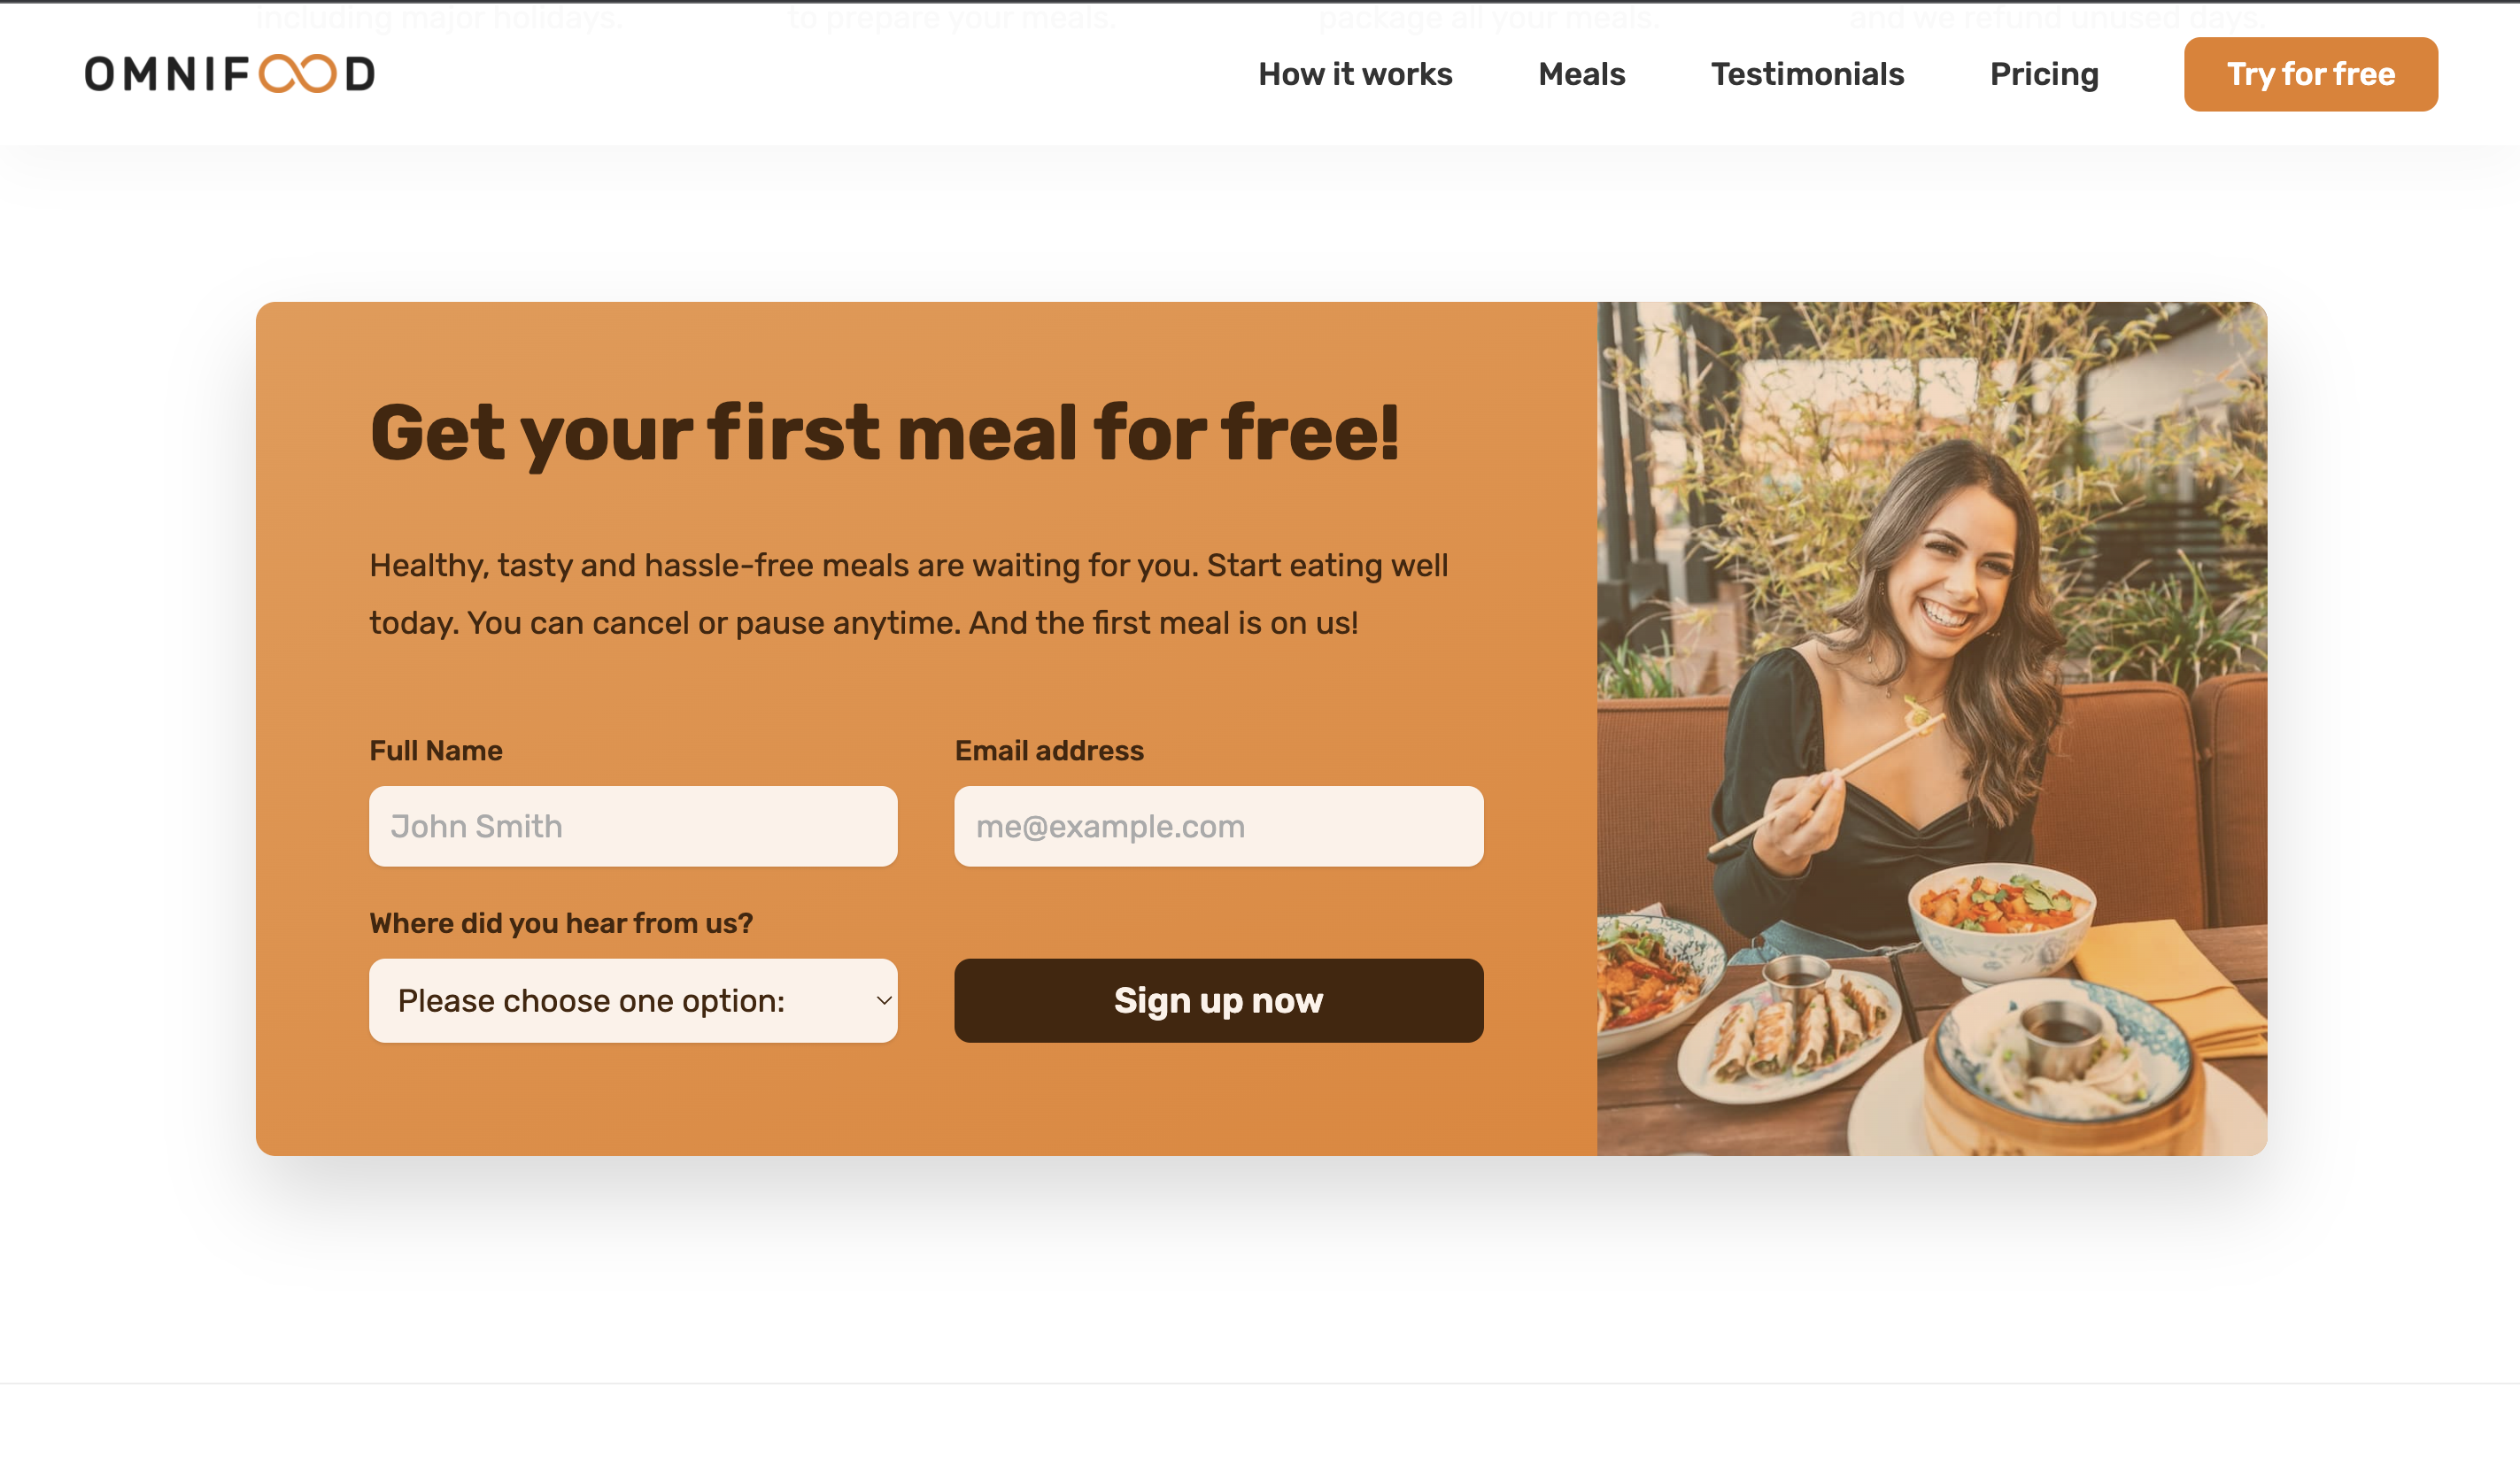 including major holidays. to prepare your meals. package all your meals. and we refund unused days.
OMNIFOOD How it works Meals Testimonials Pricing Try for free
Get your first meal for free!
Healthy, tasty and hassle-free meals are waiting for you. Start eating well
today. You can cancel or pause anytime. And the first meal is on us!
Full Name Email address
John Smith me@example.com
Where did you hear from us?
Please choose one option: Sign up now